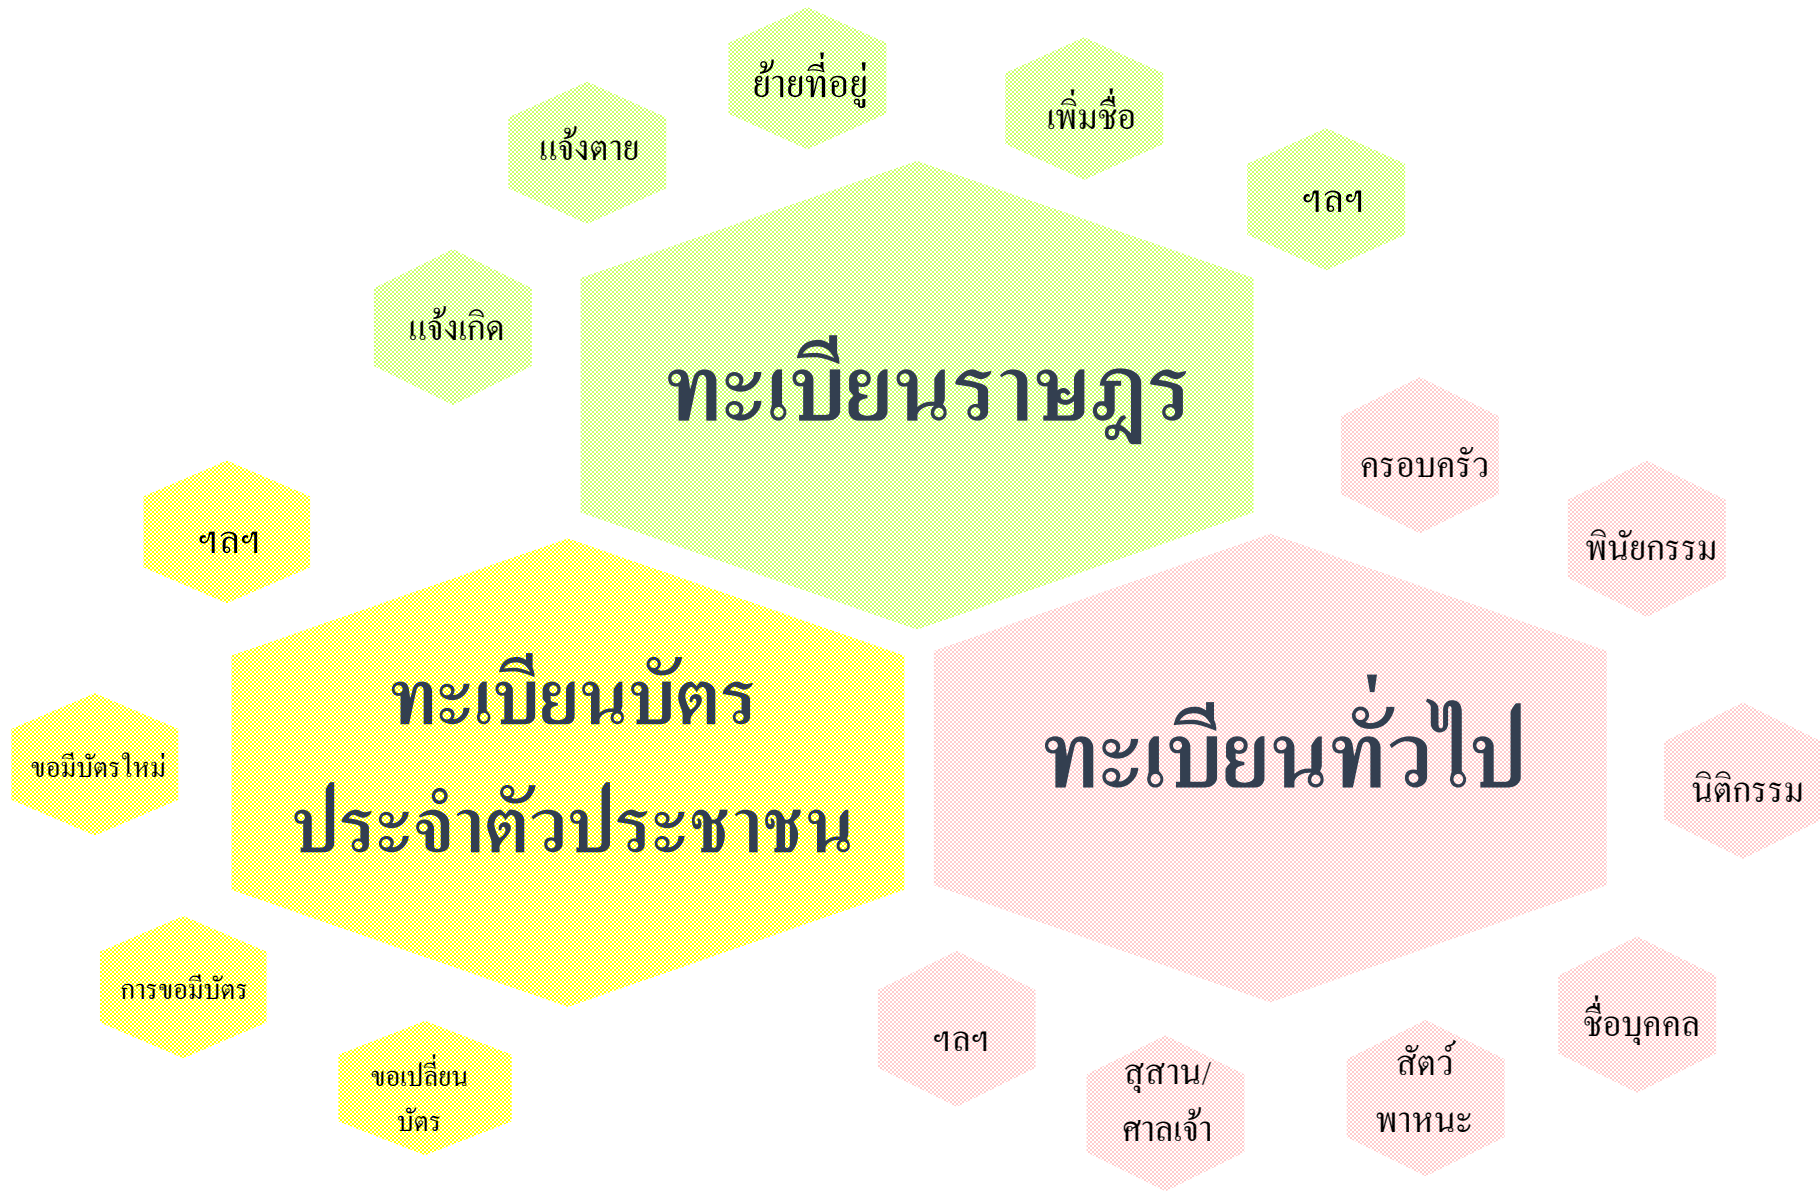 ย้ายที่อยู่
เพิ่มชื่อ
แจ้งตาย
ฯลฯ
แจ้งเกิด
ทะเบียนราษฎร
ครอบครัว
พินัยกรรม
ฯลฯ
ทะเบียนบัตร
ประจำตัวประชาชน
ทะเบียนทั่วไป
ขอมีบัตรใหม่
นิติกรรม
การขอมีบัตร
ชื่อบุคคล
ฯลฯ
ขอเปลี่ยน
บัตร
สุสาน/
ศาลเจ้า
สัตว์
พาหนะ